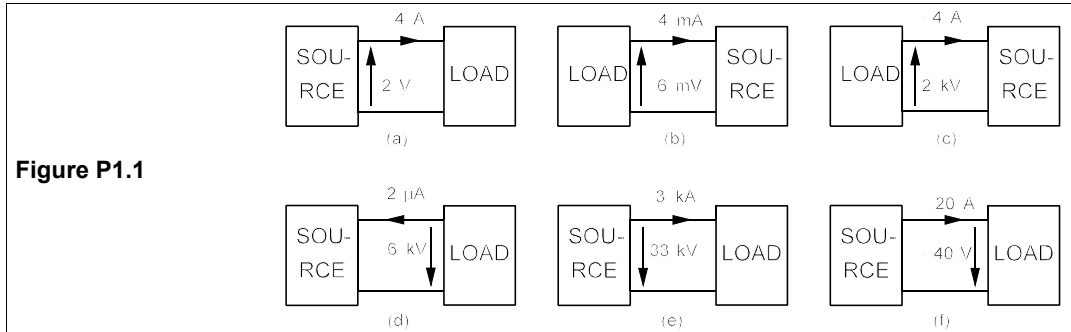 4 A
SOU-
RCE
2 V
LOAD
(a)
4 mA
LOAD
6 mV
SOU-
RCE
(b)
-4 A
LOAD
2 kV
SOU-
RCE
(c)
Figure P1.1
2 µA
SOU-
RCE
6 kV
LOAD
(d)
3 kA
SOU-
RCE
33 kV
LOAD
(e)
20 A
SOU-
RCE
-40 V
LOAD
(f)